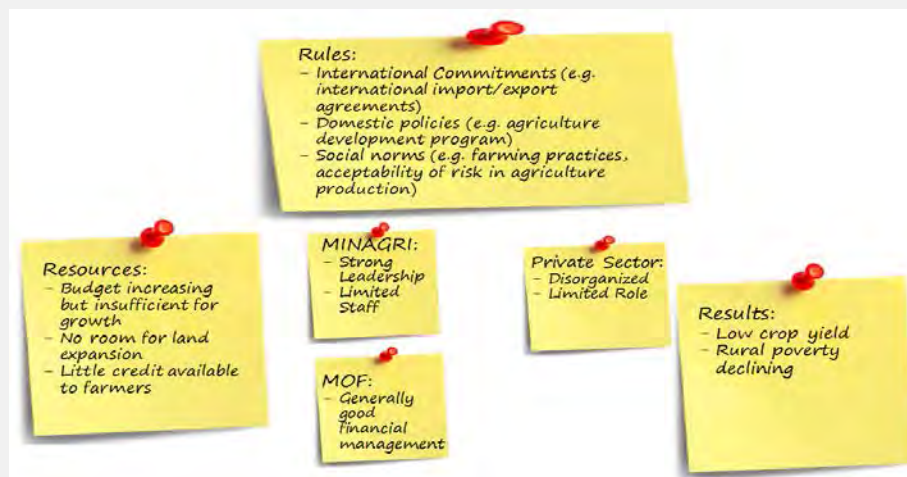 Rules:
- International Commitments (e.g.
international import/export
agreements)
- Domestic policies (e.g. agriculture
development program)
- Social norms (e.g. farming practices,
acceptability of risk in agriculture
production)
Resources:
- Budget increasing
but insufficient for
growth
- No room for land
expansion
- Little credit available
to farmers
MINAGRI:
- Strong
Leadership
- Limited
Staff
MOF:
- Generally
good
financial
management
Private Sector:
- Disorganized
- Limited Role
Results:
- Low crop yield
- Rural poverty
declining